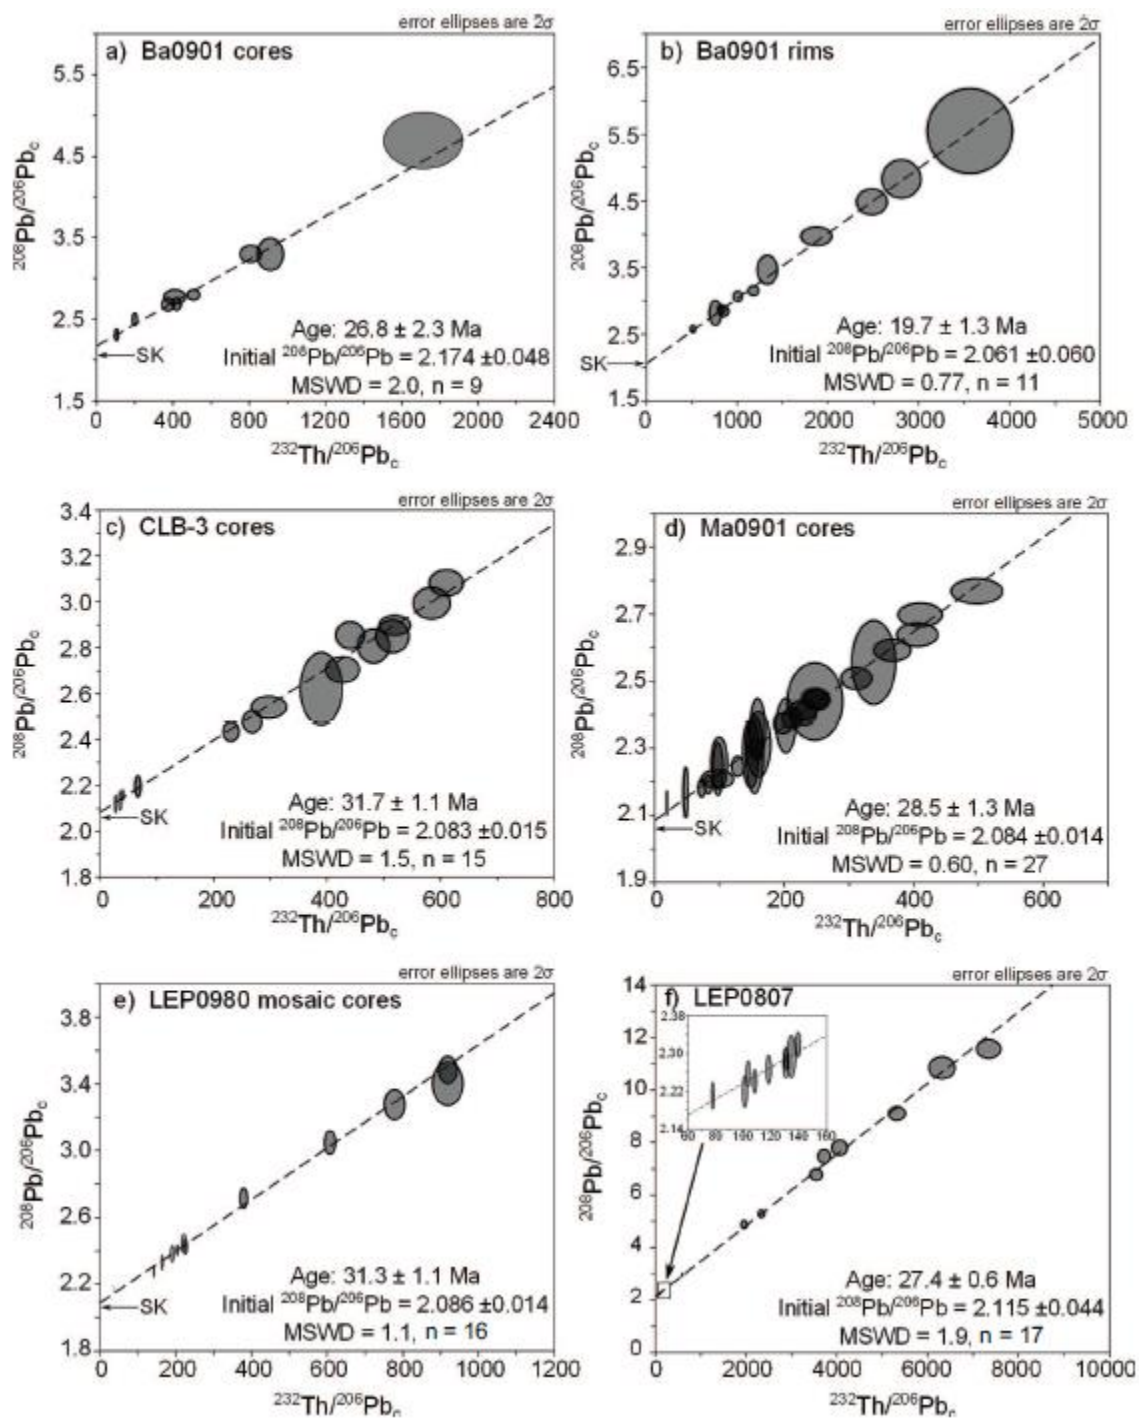 error ellipses are 2σ
a) Ba0901 cores
5.5
4.5
3.5
2.5
1.5
²⁰⁸Pb/²⁰⁶Pbc
SK
Age: 26.8 ± 2.3 Ma
Initial ²⁰⁸Pb/²⁰⁶Pb = 2.174 ±0.048
MSWD = 2.0, n = 9
0 400 800 1200 1600 2000 2400
²³²Th/²⁰⁶Pbc
error ellipses are 2σ
b) Ba0901 rims
6.5
5.5
4.5
3.5
2.5
1.5
²⁰⁸Pb/²⁰⁶Pbc
SK
Age: 19.7 ± 1.3 Ma
Initial ²⁰⁸Pb/²⁰⁶Pb = 2.061 ±0.060
MSWD = 0.77, n = 11
0 1000 2000 3000 4000 5000
²³²Th/²⁰⁶Pbc
error ellipses are 2σ
c) CLB-3 cores
3.4
3.2
3.0
2.8
2.6
2.4
2.2
2.0
1.8
²⁰⁸Pb/²⁰⁶Pbc
SK
Age: 31.7 ± 1.1 Ma
Initial ²⁰⁸Pb/²⁰⁶Pb = 2.083 ±0.015
MSWD = 1.5, n = 15
0 200 400 600 800
²³²Th/²⁰⁶Pbc
error ellipses are 2σ
d) Ma0901 cores
2.9
2.7
2.5
2.3
2.1
1.9
²⁰⁸Pb/²⁰⁶Pbc
SK
Age: 28.5 ± 1.3 Ma
Initial ²⁰⁸Pb/²⁰⁶Pb = 2.084 ±0.014
MSWD = 0.60, n = 27
0 200 400 600
²³²Th/²⁰⁶Pbc
error ellipses are 2σ
e) LEP0980 mosaic cores
3.8
3.4
3.0
2.6
2.2
1.8
²⁰⁸Pb/²⁰⁶Pbc
SK
Age: 31.3 ± 1.1 Ma
Initial ²⁰⁸Pb/²⁰⁶Pb = 2.086 ±0.014
MSWD = 1.1, n = 16
0 200 400 600 800 1000 1200
²³²Th/²⁰⁶Pbc
error ellipses are 2σ
f) LEP0807
14
12
10
8
6
4
2
0
²⁰⁸Pb/²⁰⁶Pbc
2.38
2.30
2.22
2.14
60 80 100 120 140 160
Age: 27.4 ± 0.6 Ma
Initial ²⁰⁸Pb/²⁰⁶Pb = 2.115 ±0.044
MSWD = 1.9, n = 17
0 2000 4000 6000 8000 10000
²³²Th/²⁰⁶Pbc